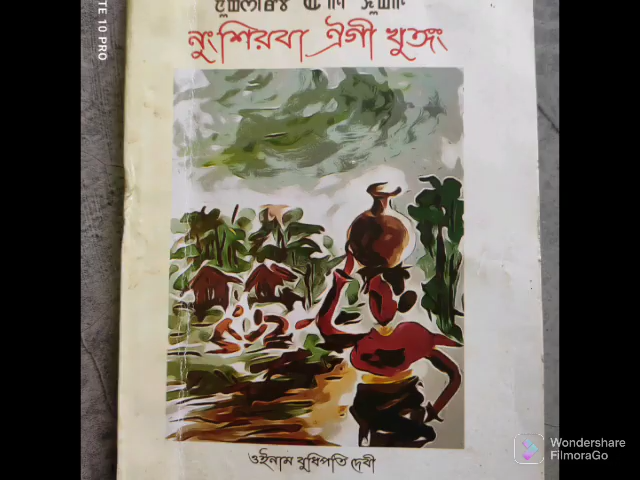 নুংশিরবা ঐগী খুঙ্গং
ওইনাম বুধিপতি দেবী
TE 10 PRO
Wondershare
FilmoraGo